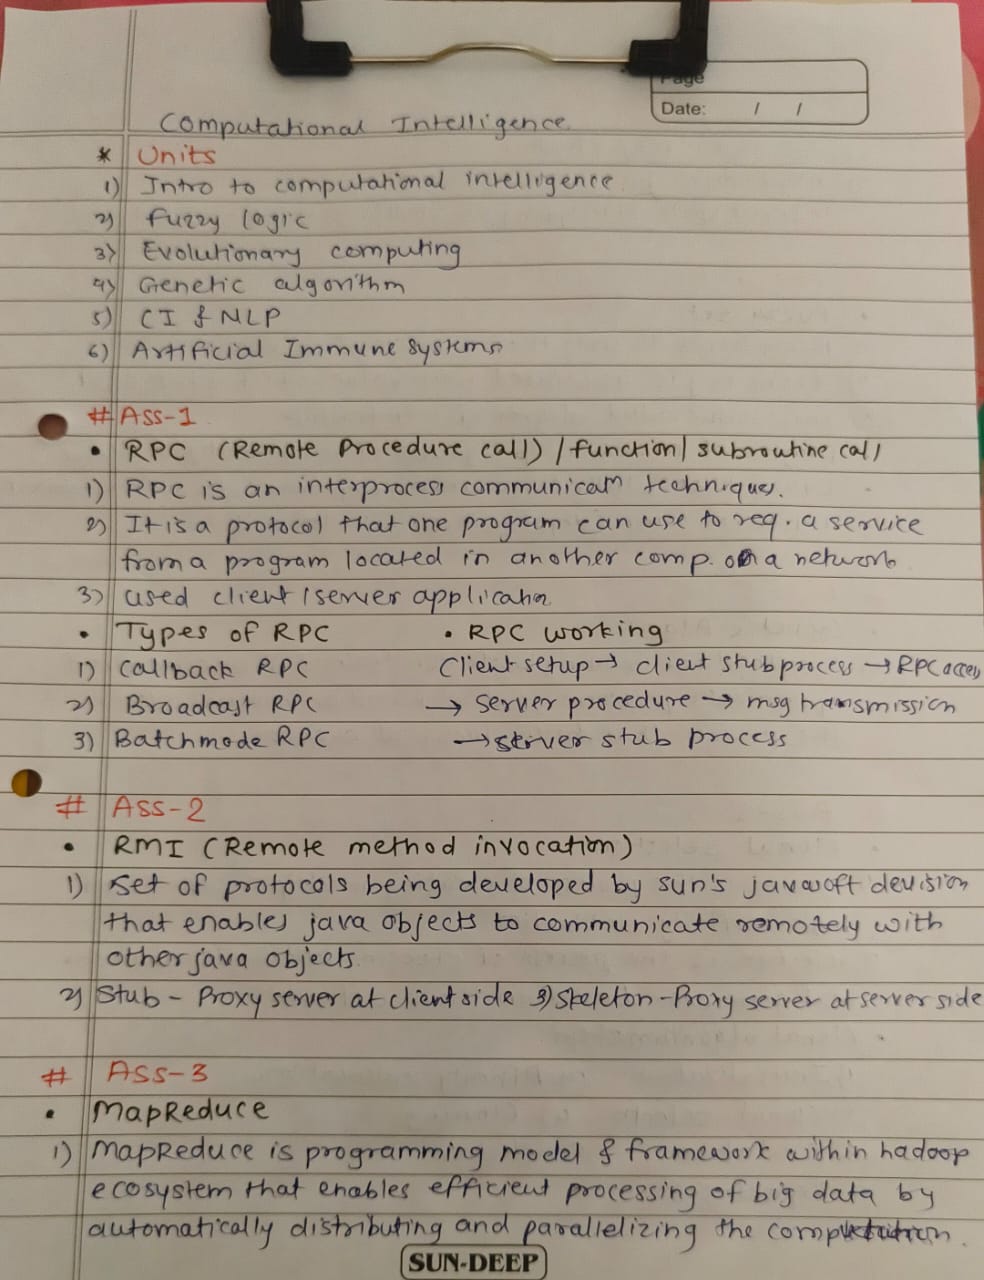 Page
Date: / /
Computational Intelligence.
* Units
1) Intro to computational intelligence
2) Fuzzy logic
3) Evolutionary computing
4) Genetic algorithm
5) CI & NLP
6) Artificial Immune Systems
# Ass-1
• RPC (Remote Procedure call) / function / subroutine call
1) RPC is an interprocess communicatn techniques.
2) It is a protocol that one program can use to req. a service
from a program located in another comp. on a network
3) used client / server application
• Types of RPC • RPC working
1) Callback RPC Client setup → client stub process → RPC access
2) Broadcast RPC → server procedure → msg transmission
3) Batchmode RPC → server stub process
# Ass-2
• RMI (Remote method invocation)
1) Set of protocols being developed by sun's javasoft devision
that enables java objects to communicate remotely with
other java objects.
2) Stub - Proxy server at client side 3) Skeleton - Proxy server at server side
# Ass-3
• MapReduce
1) MapReduce is programming model & framework within hadoop
ecosystem that enables efficient processing of big data by
automatically distributing and parallelizing the computation.
SUN-DEEP